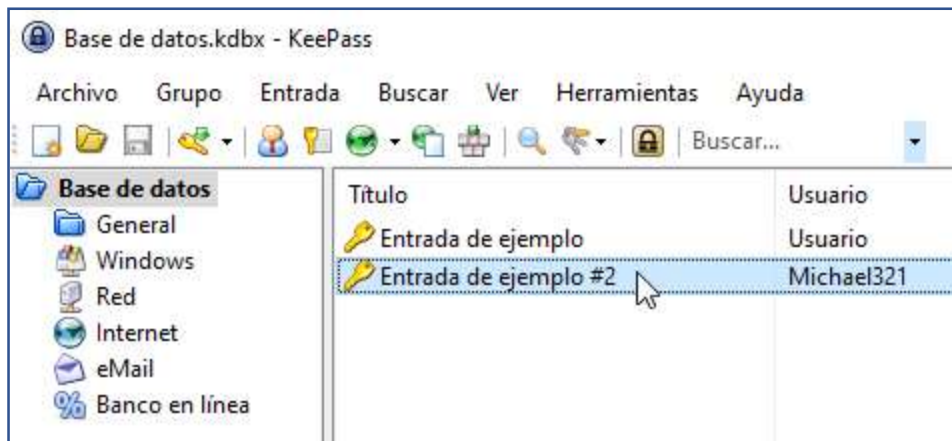 Base de datos.kdbx - KeePass
Archivo Grupo Entrada Buscar Ver Herramientas Ayuda
Buscar...
Base de datos
General
Windows
Red
Internet
eMail
Banco en línea
Título Usuario
Entrada de ejemplo Usuario
Entrada de ejemplo #2 Michael321